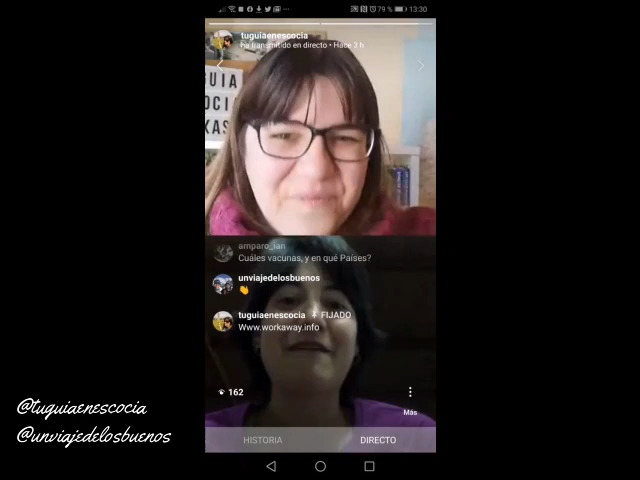 79 %
13:30
tuguiaenescocia
ha transmitido en directo • Hace 3 h
amparo_ian
Cuáles vacunas, y en qué Países?
unviajedelosbuenos
tuguiaenescocia FIJADO
Www.workaway.info
162
Más
HISTORIA DIRECTO
@tuguiaenescocia
@unviajedelosbuenos